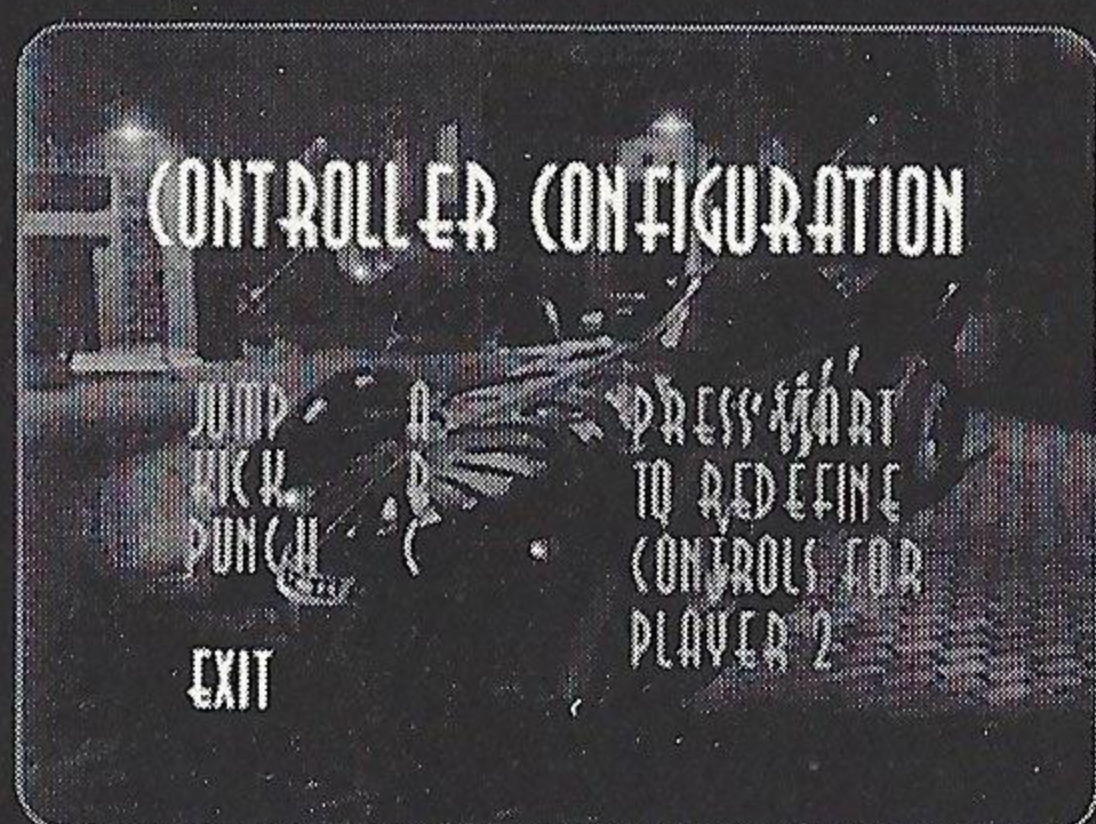 CONTROLLER CONFIGURATION
JUMP A
KICK B
PUNCH C
PRESS START
TO REDEFINE
CONTROLS FOR
PLAYER 2
EXIT